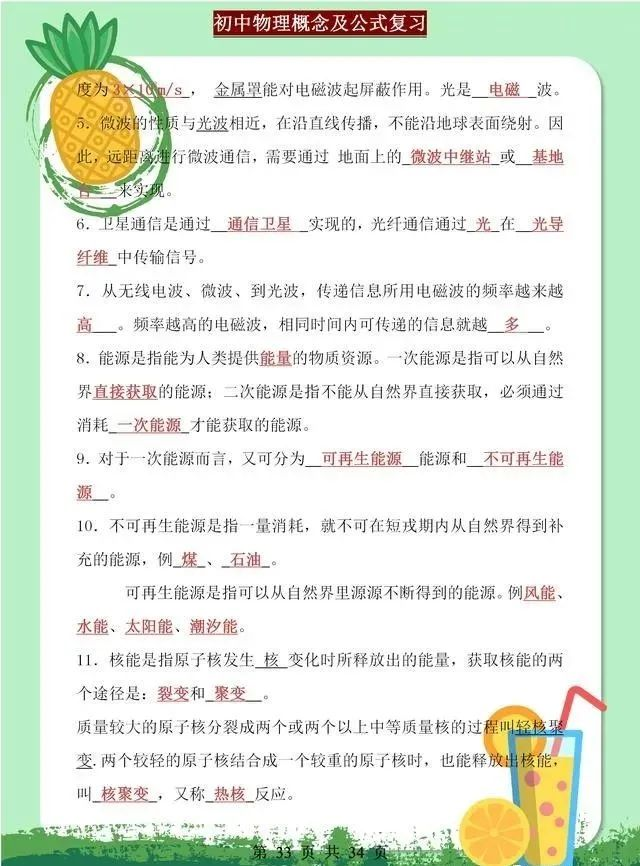 初中物理概念及公式复习
度为3×10 m/s ， 金属罩能对电磁波起屏蔽作用。光是 电磁 波。
5．微波的性质与光波相近，在沿直线传播，不能沿地球表面绕射。因
此，远距离进行微波通信，需要通过 地面上的 微波中继站 或 基地
台 来实现。
6．卫星通信是通过 通信卫星 实现的，光纤通信通过 光 在 光导
纤维 中传输信号。
7．从无线电波、微波、到光波，传递信息所用电磁波的频率越来越
高 。频率越高的电磁波，相同时间内可传递的信息就越 多 。
8．能源是指能为人类提供能量的物质资源。一次能源是指可以从自然
界直接获取的能源；二次能源是指不能从自然界直接获取，必须通过
消耗 一次能源 才能获取的能源。
9．对于一次能源而言，又可分为 可再生能源 能源和 不可再生能
源 。
10．不可再生能源是指一量消耗，就不可在短戎期内从自然界得到补
充的能源，例 煤 、 石油 。
可再生能源是指可以从自然界里源源不断得到的能源。例风能、
水能、太阳能、潮汐能。
11．核能是指原子核发生 核 变化时所释放出的能量，获取核能的两
个途径是：裂变和 聚变 。
质量较大的原子核分裂成两个或两个以上中等质量核的过程叫轻核聚
变.两个较轻的原子核结合成一个较重的原子核时，也能释放出核能，
叫 核聚变 ，又称 热核 反应。
第 33 页 共 34 页